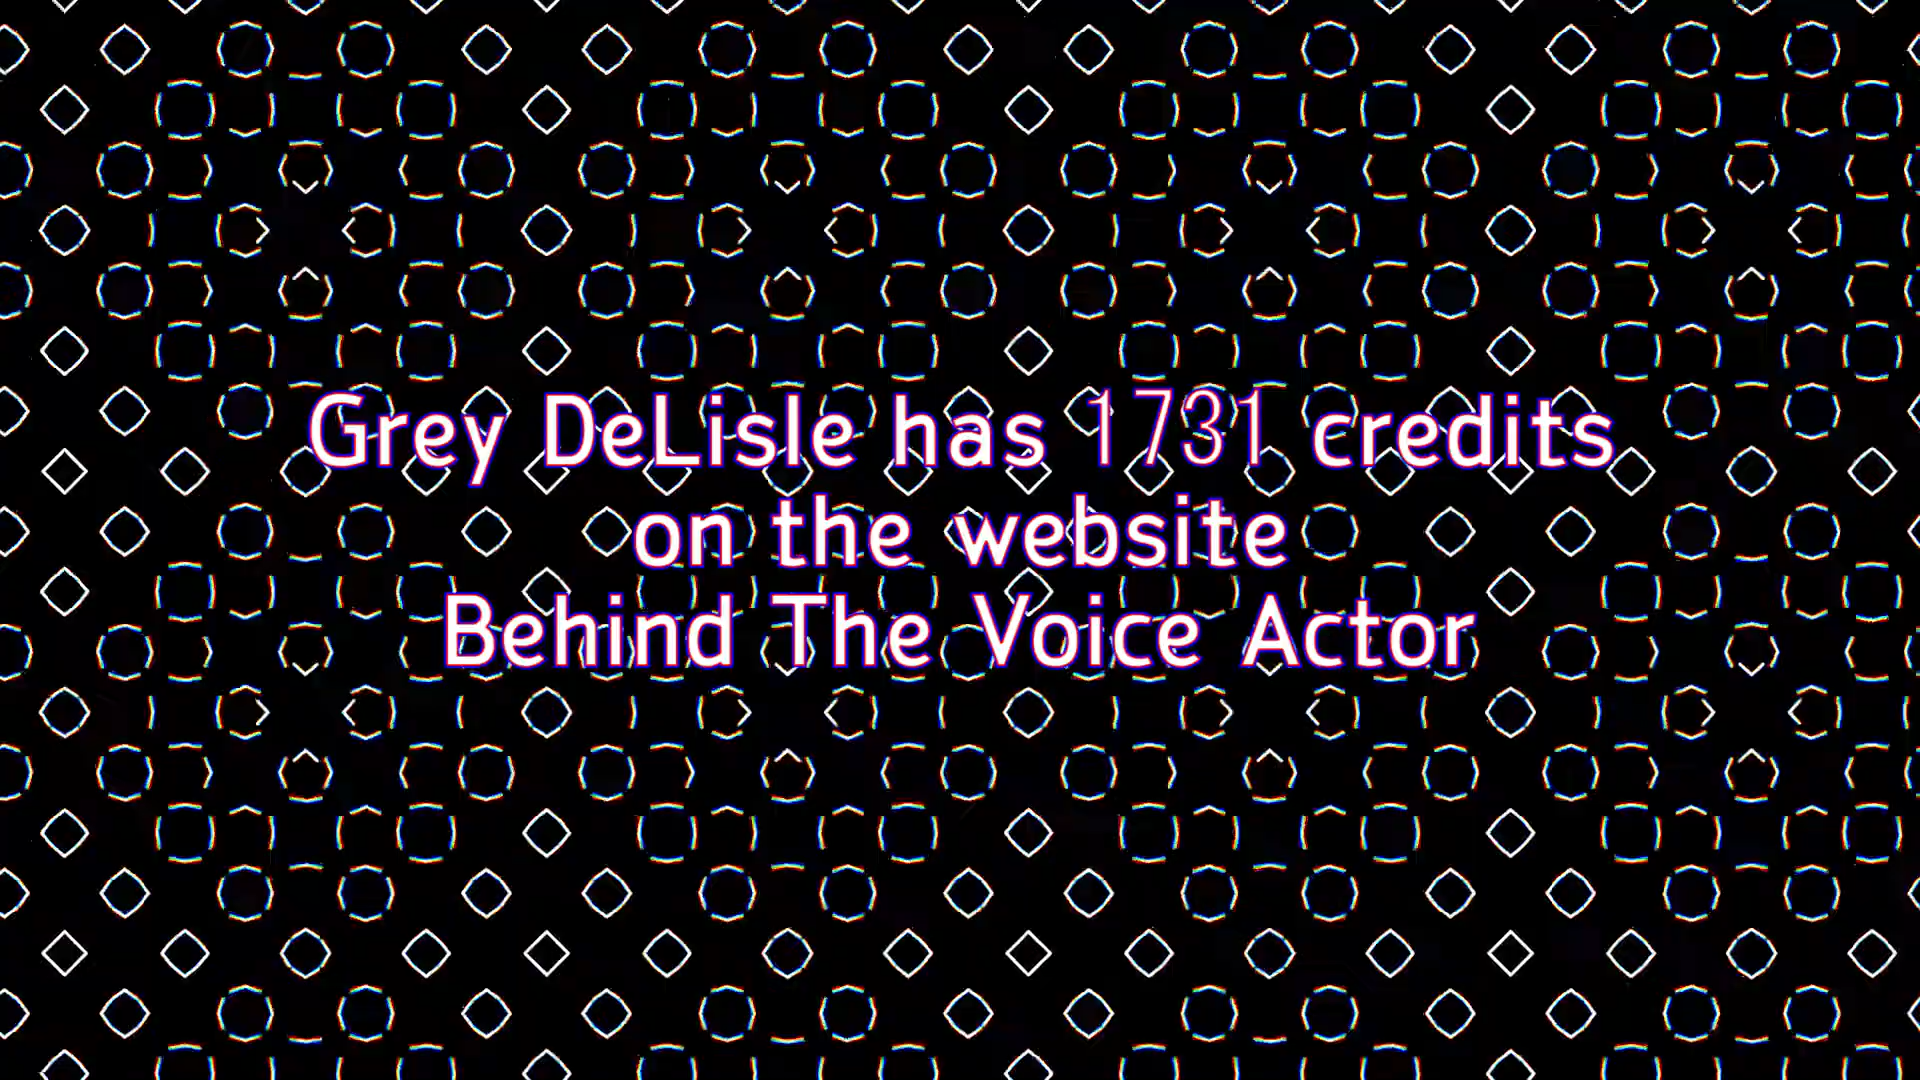 Grey DeLisle has 1731 credits
on the website
Behind The Voice Actor